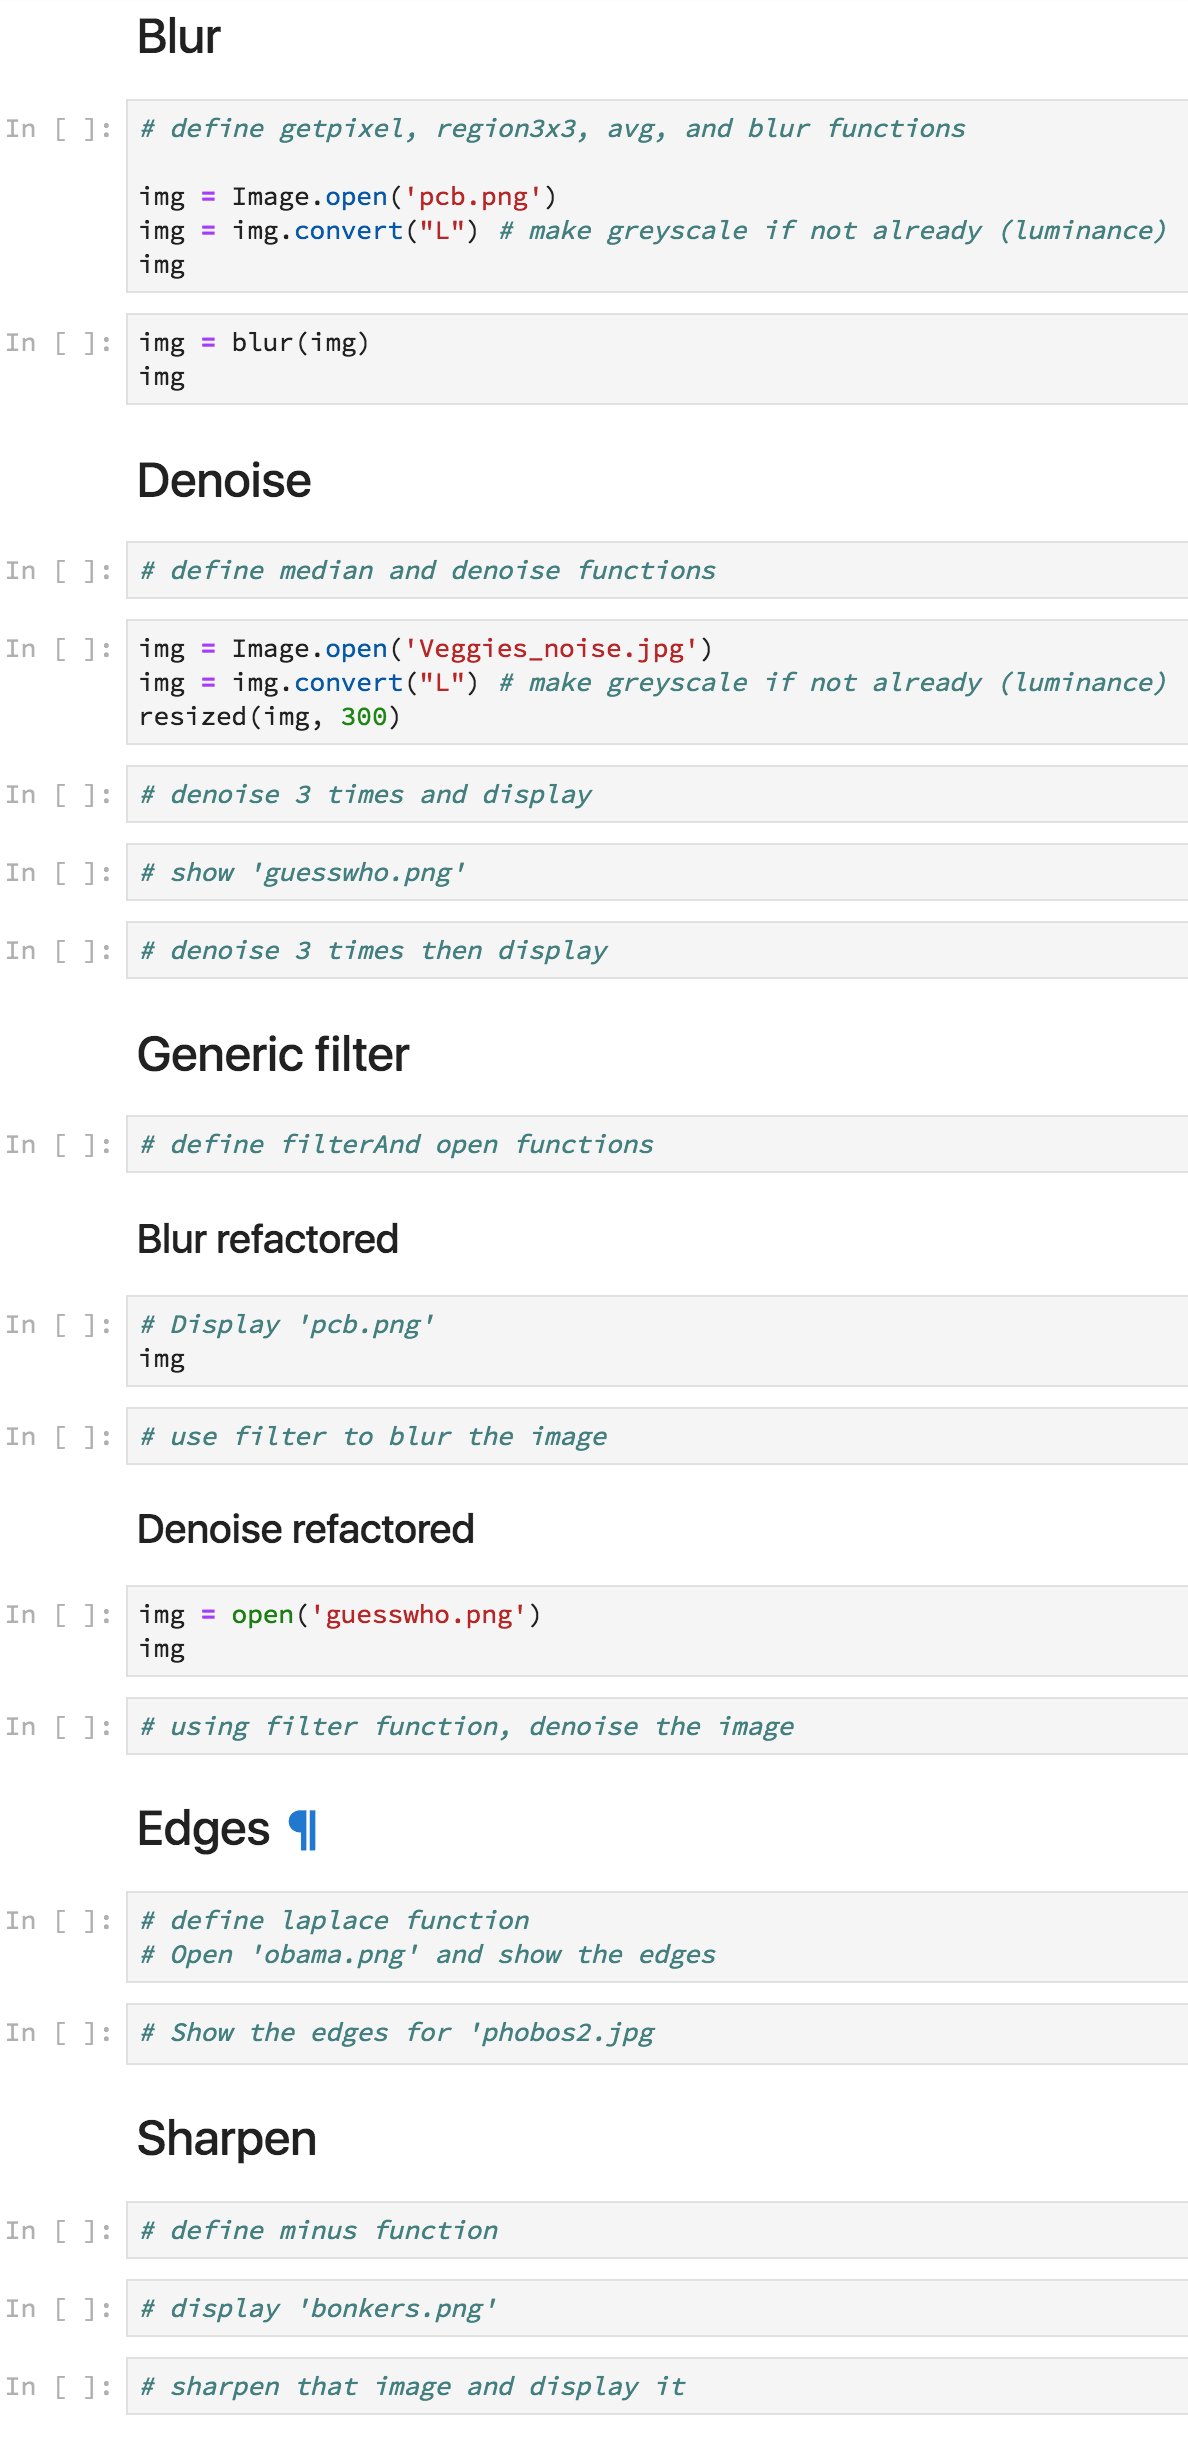 Blur
In [ ]: # define getpixel, region3x3, avg, and blur functions
img = Image.open('pcb.png')
img = img.convert("L") # make greyscale if not already (luminance)
img
In [ ]: img = blur(img)
img
Denoise
In [ ]: # define median and denoise functions
In [ ]: img = Image.open('Veggies_noise.jpg')
img = img.convert("L") # make greyscale if not already (luminance)
resized(img, 300)
In [ ]: # denoise 3 times and display
In [ ]: # show 'guesswho.png'
In [ ]: # denoise 3 times then display
Generic filter
In [ ]: # define filterAnd open functions
Blur refactored
In [ ]: # Display 'pcb.png'
img
In [ ]: # use filter to blur the image
Denoise refactored
In [ ]: img = open('guesswho.png')
img
In [ ]: # using filter function, denoise the image
Edges ¶
In [ ]: # define laplace function
# Open 'obama.png' and show the edges
In [ ]: # Show the edges for 'phobos2.jpg
Sharpen
In [ ]: # define minus function
In [ ]: # display 'bonkers.png'
In [ ]: # sharpen that image and display it